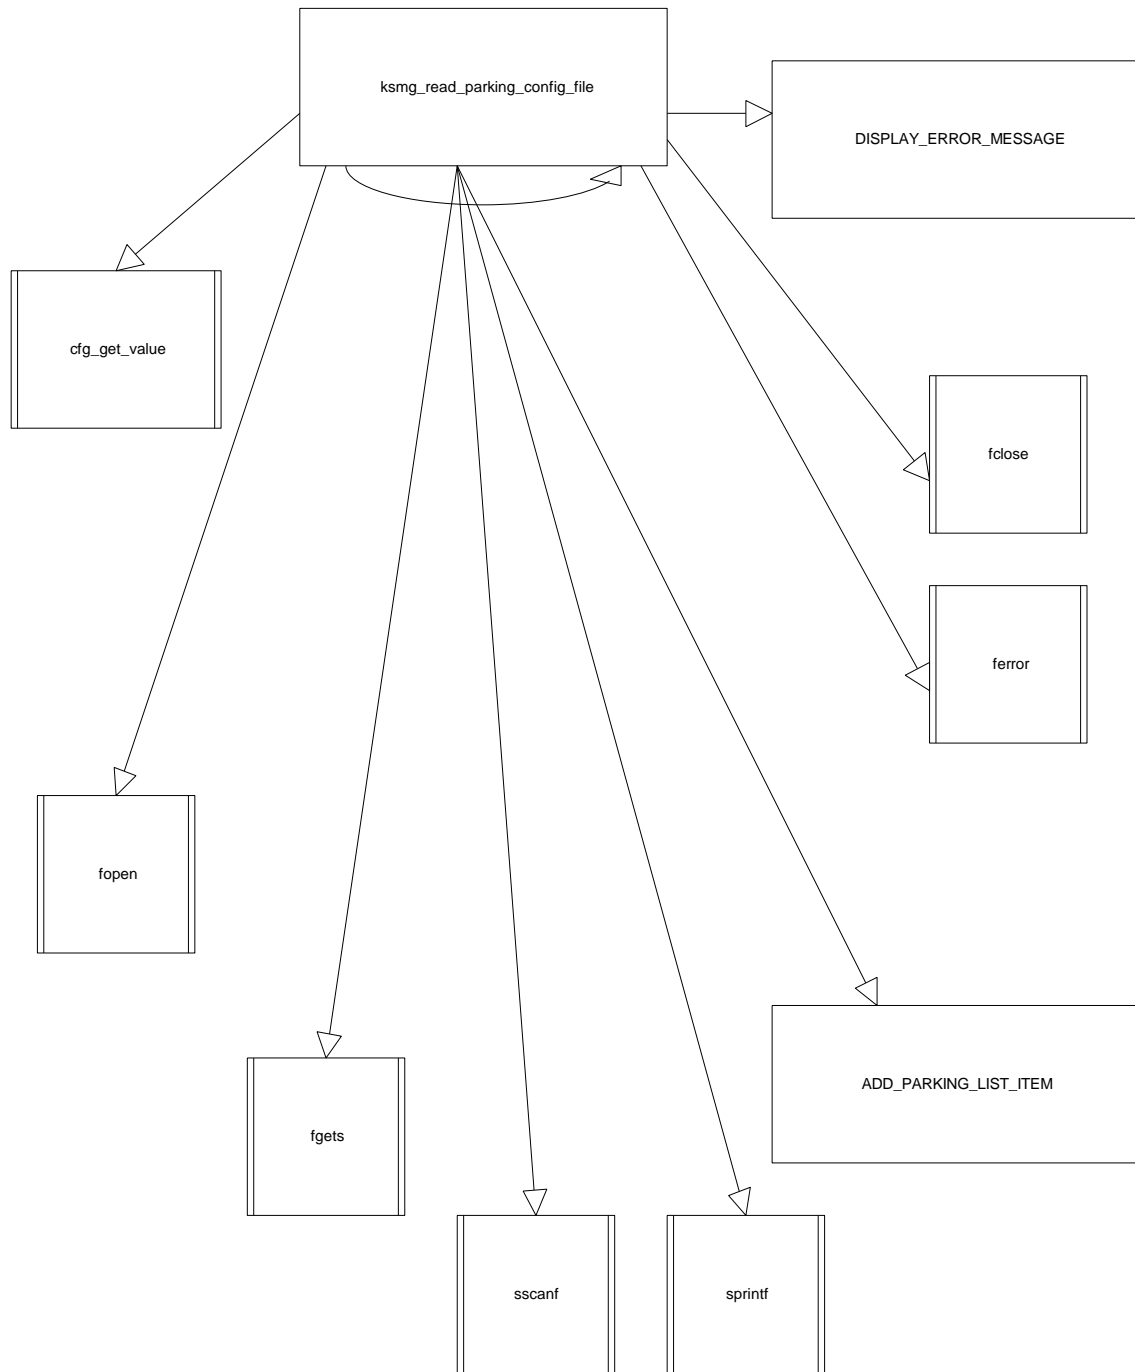 ksmg_read_parking_config_file
DISPLAY_ERROR_MESSAGE
cfg_get_value
fclose
ferror
fopen
ADD_PARKING_LIST_ITEM
fgets
sscanf
sprintf